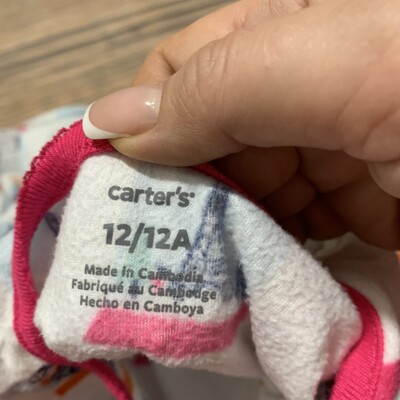 carter's
12/12A
Made in Cambodia
Fabriqué au Cambodge
Hecho en Camboya